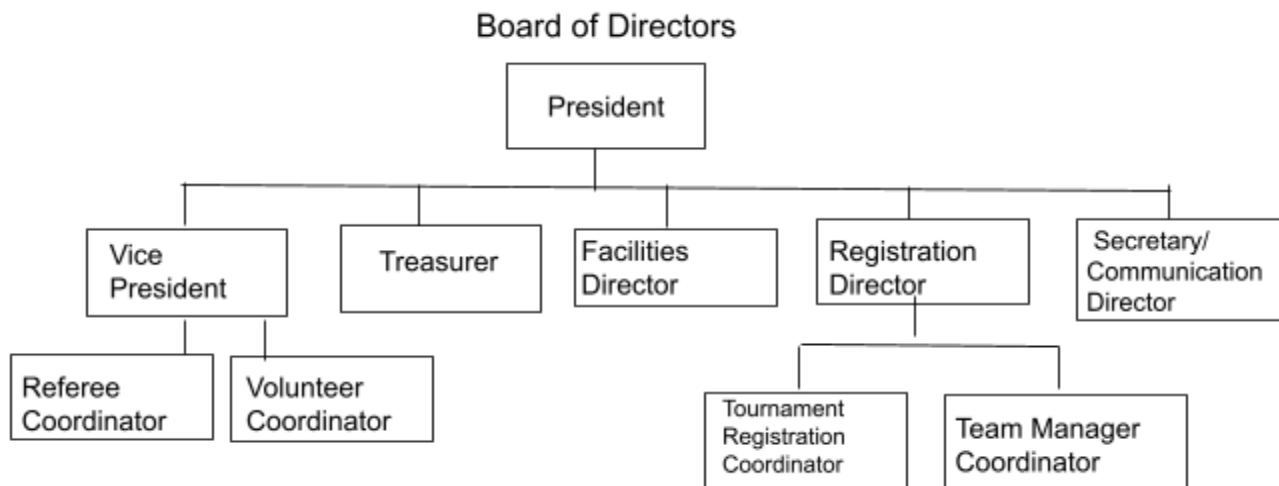 Board of Directors
President
Vice
President
Treasurer
Facilities
Director
Registration
Director
Secretary/
Communication
Director
Referee
Coordinator
Volunteer
Coordinator
Tournament
Registration
Coordinator
Team Manager
Coordinator